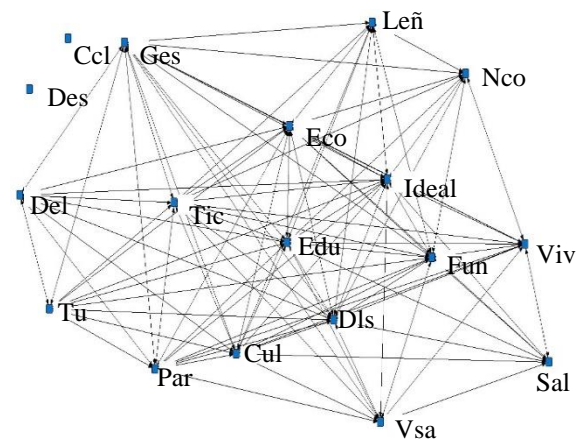 Leñ
Ccl
Ges
Nco
Des
Eco
Ideal
Del
Tic
Edu
Fun
Viv
Tu
Dls
Cul
Par
Sal
Vsa